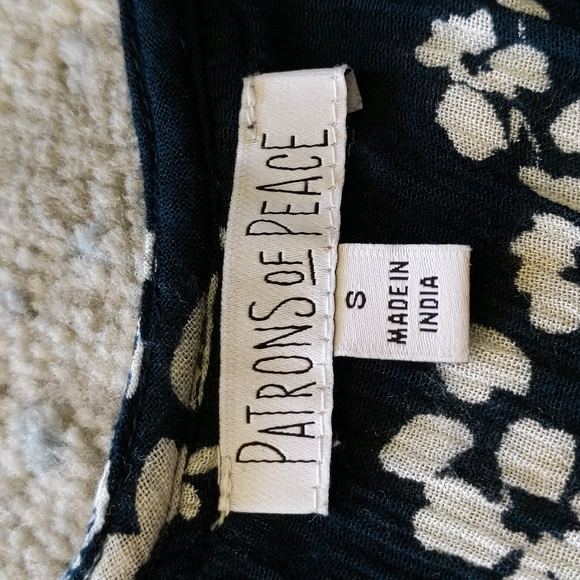 PATRONS OF PEACE
S
MADE IN
INDIA